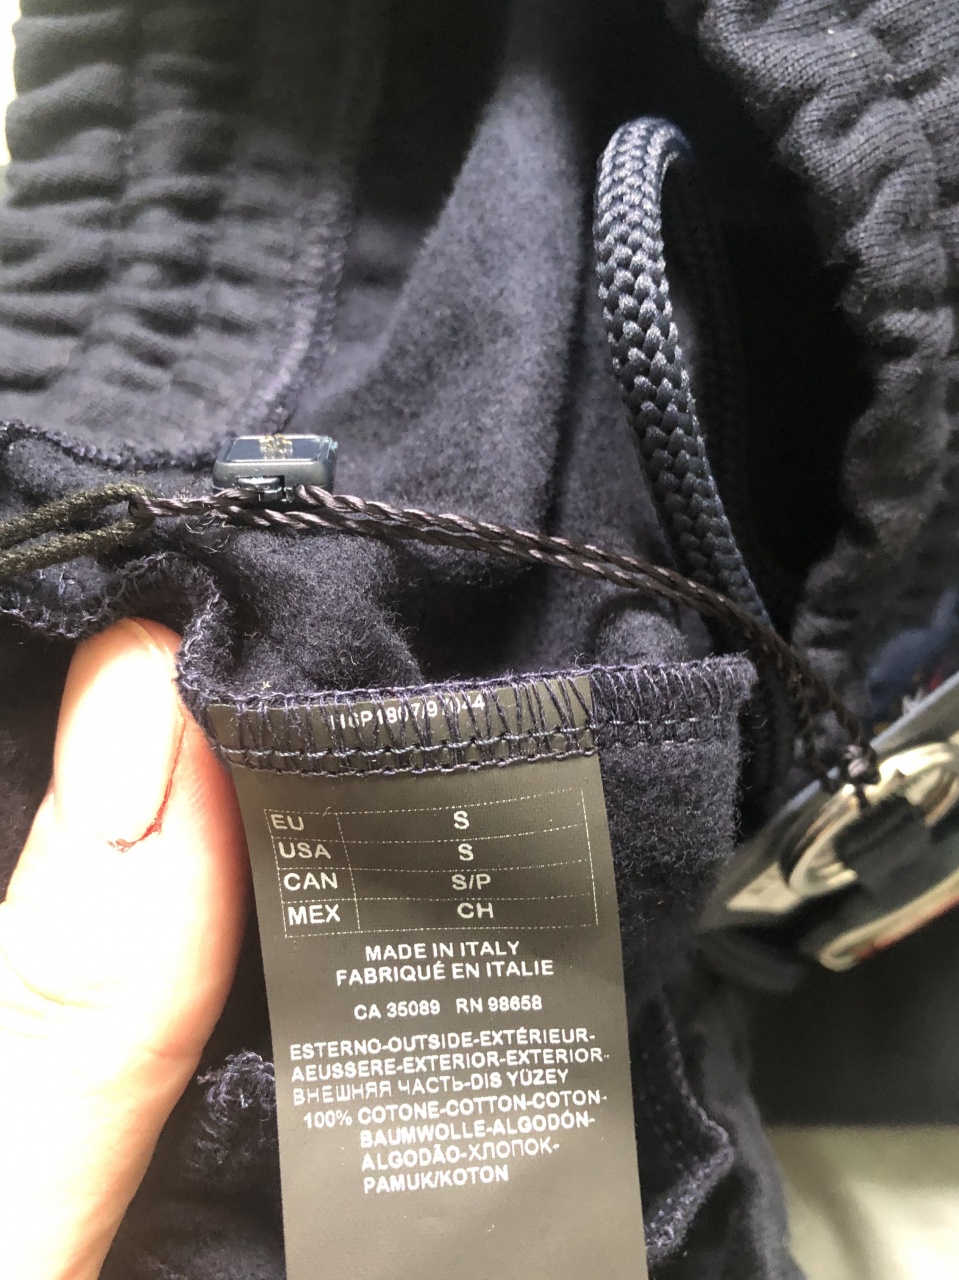 EU S
USA S
CAN S/P
MEX CH
MADE IN ITALY
FABRIQUÉ EN ITALIE
CA 35089 RN 98658
ESTERNO-OUTSIDE-EXTÉRIEUR-
AEUSSERE-EXTERIOR-EXTERIOR-
ВНЕШНЯЯ ЧАСТЬ-DIS YÜZEY
100% COTONE-COTTON-COTON-
BAUMWOLLE-ALGODÓN-
ALGODÃO-ХЛОПОК-
PAMUK/KOTON